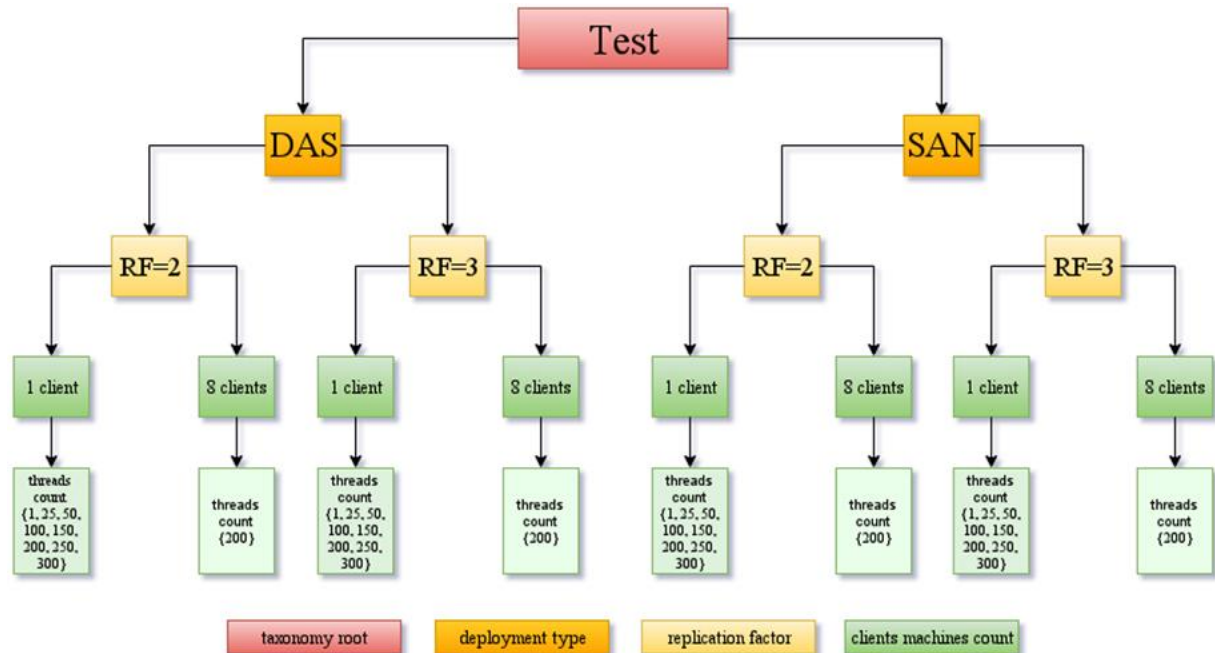 Test
DAS
SAN
RF=2
RF=3
RF=2
RF=3
1 client
8 clients
1 client
8 clients
1 client
8 clients
1 client
8 clients
threads
count
{1, 25, 50,
100, 150,
200, 250,
300}
threads
count
{200}
threads
count
{1, 25, 50,
100, 150,
200, 250,
300}
threads
count
{200}
threads
count
{1, 25, 50,
100, 150,
200, 250,
300}
threads
count
{200}
threads
count
{1, 25, 50,
100, 150,
200, 250,
300}
threads
count
{200}
taxonomy root
deployment type
replication factor
clients machines count